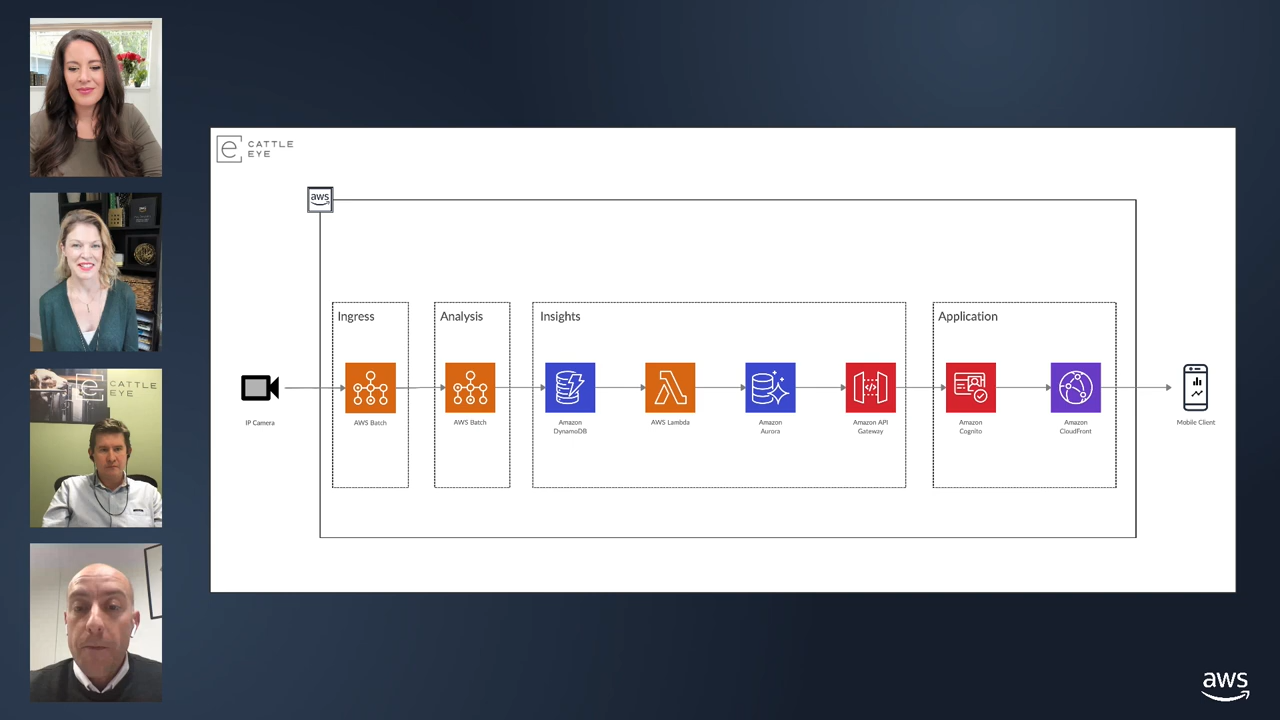 CATTLE
EYE
aws
Ingress
Analysis
Insights
Application
IP Camera
AWS Batch
AWS Batch
Amazon
DynamoDB
AWS Lambda
Amazon
Aurora
Amazon API
Gateway
Amazon
Cognito
Amazon
CloudFront
Mobile Client
CATTLE
EYE
aws